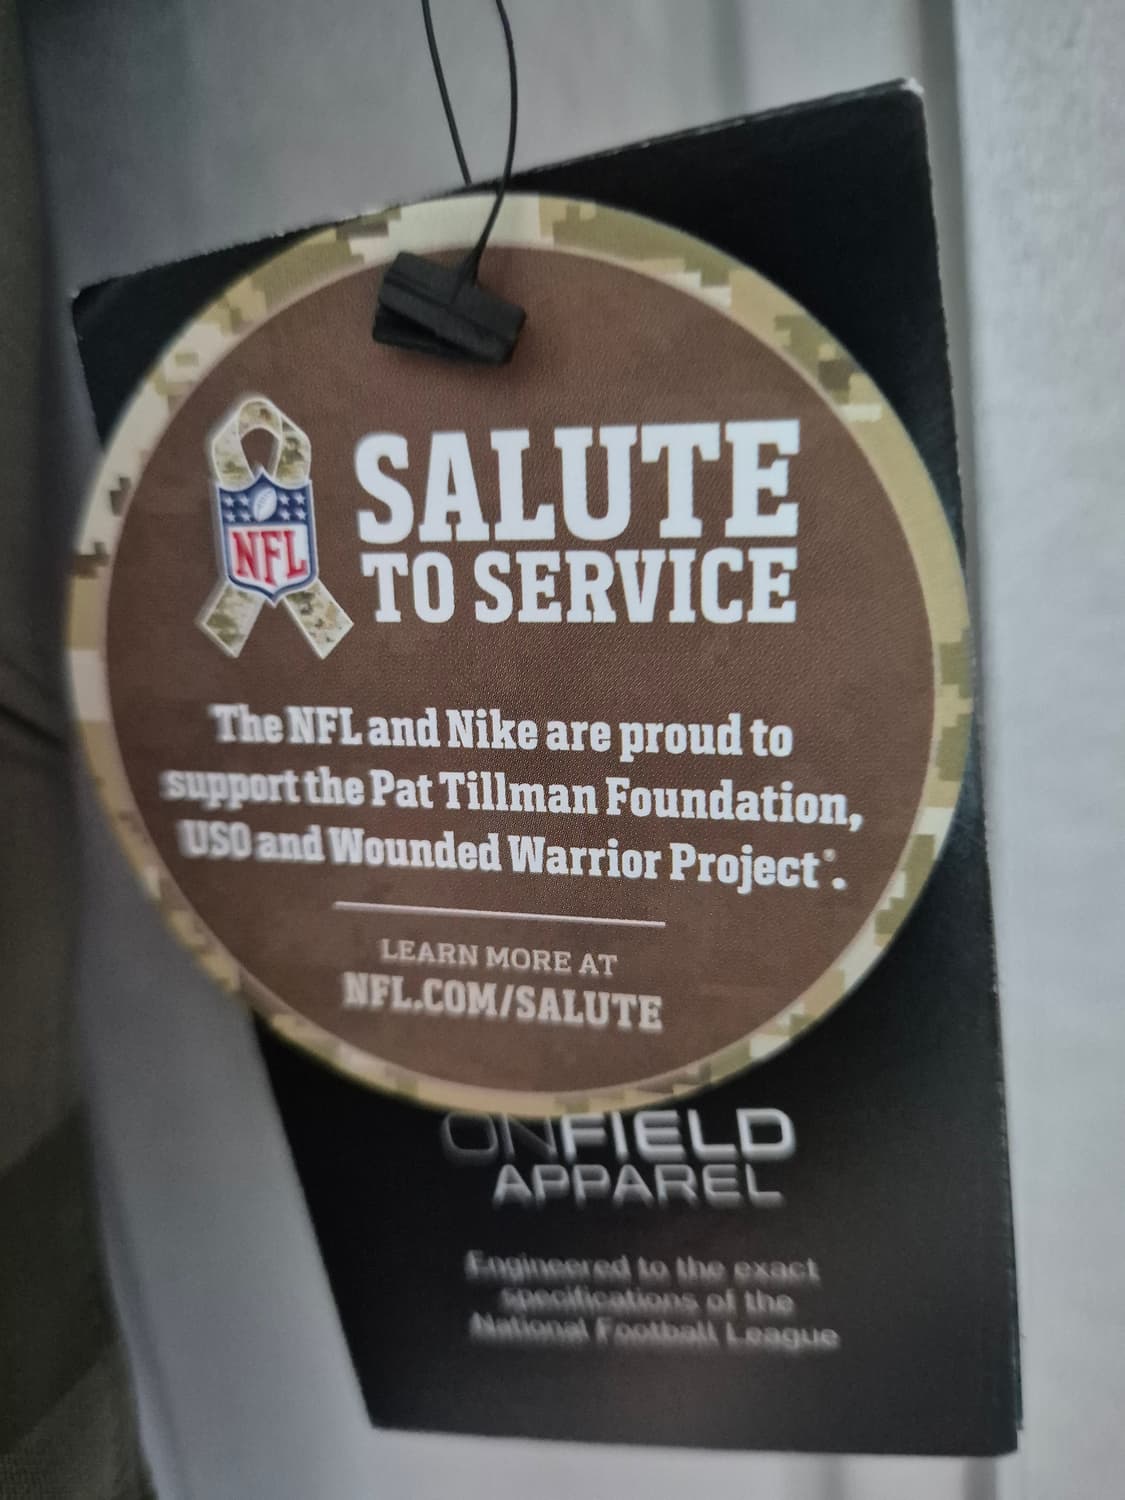 NFL
SALUTE
TO SERVICE
The NFL and Nike are proud to
support the Pat Tillman Foundation,
USO and Wounded Warrior Project®.
LEARN MORE AT
NFL.COM/SALUTE
ONFIELD
APPAREL
Engineered to the exact
specifications of the
National Football League